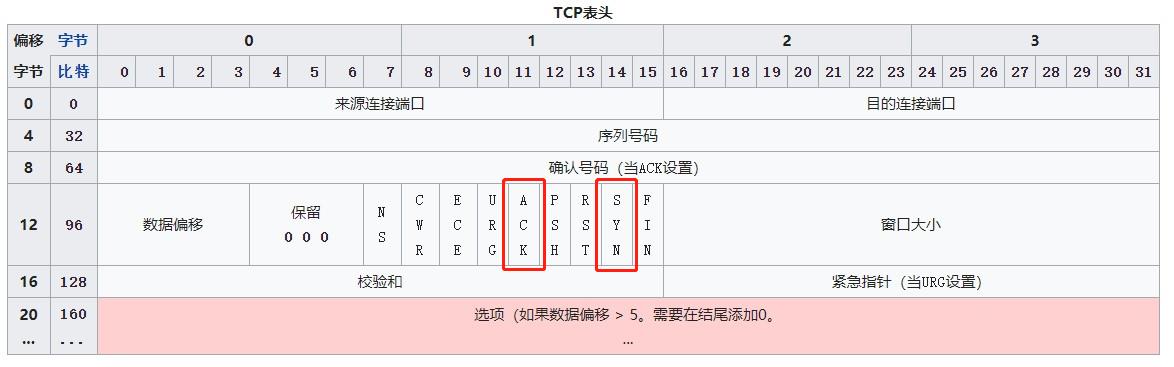 TCP表头
偏移 字节 0 1 2 3
字节 比特 0 1 2 3 4 5 6 7 8 9 10 11 12 13 14 15 16 17 18 19 20 21 22 23 24 25 26 27 28 29 30 31
0 0 来源连接端口 目的连接端口
4 32 序列号码
8 64 确认号码（当ACK设置）
12 96 数据偏移 保留 0 0 0 NS CWR ECE URG ACK PSH RST SYN FIN 窗口大小
16 128 校验和 紧急指针（当URG设置）
20 160 选项（如果数据偏移 > 5。需要在结尾添加0。
... ... ...